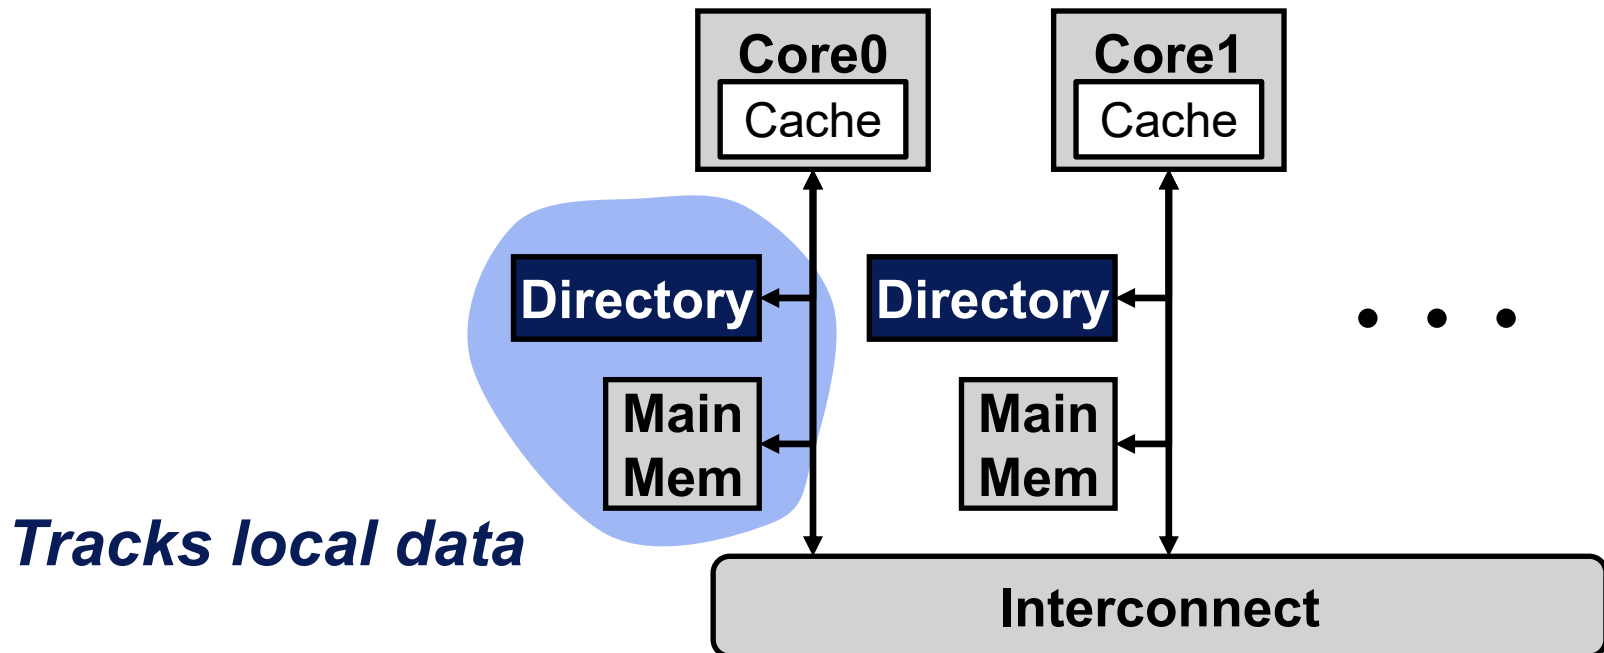 Core0
Cache
Core1
Cache
Directory
Directory
Main
Mem
Main
Mem
Tracks local data
Interconnect